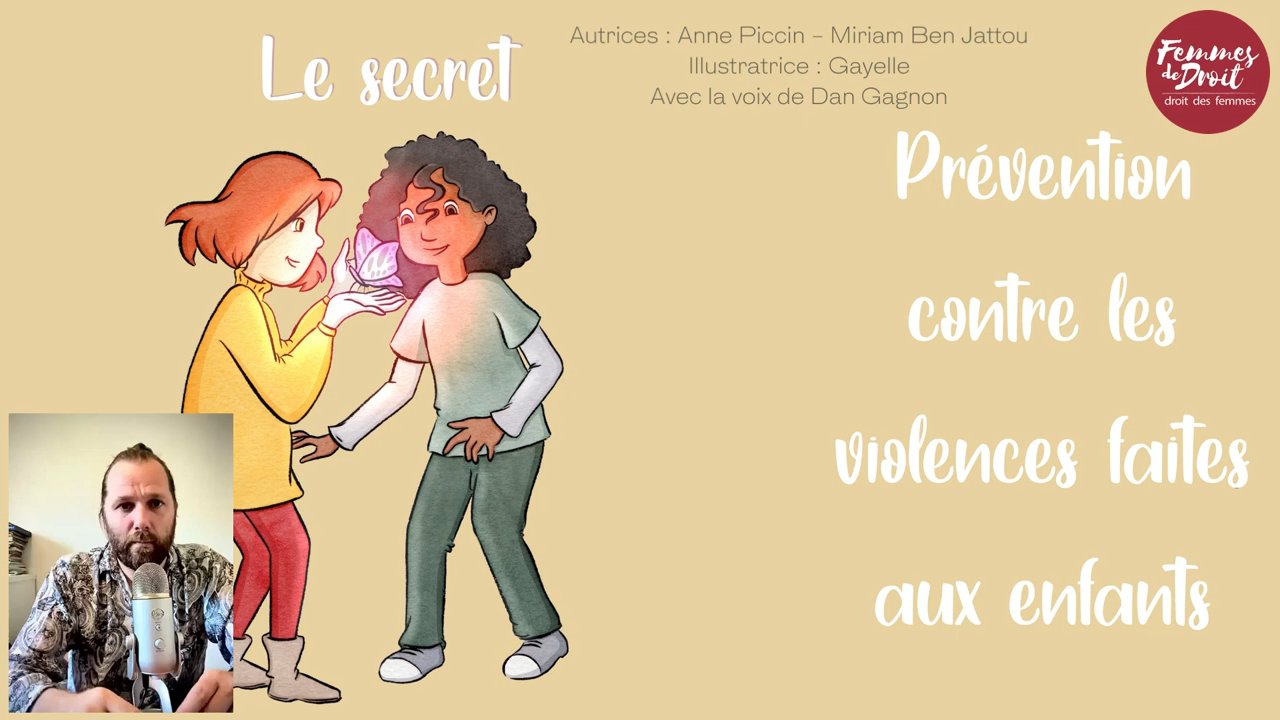 Le secret
Autrices : Anne Piccin - Miriam Ben Jattou
Illustratrice : Gayelle
Avec la voix de Dan Gagnon
Femmes
de Droit
droit des femmes
Prévention
contre les
violences faites
aux enfants